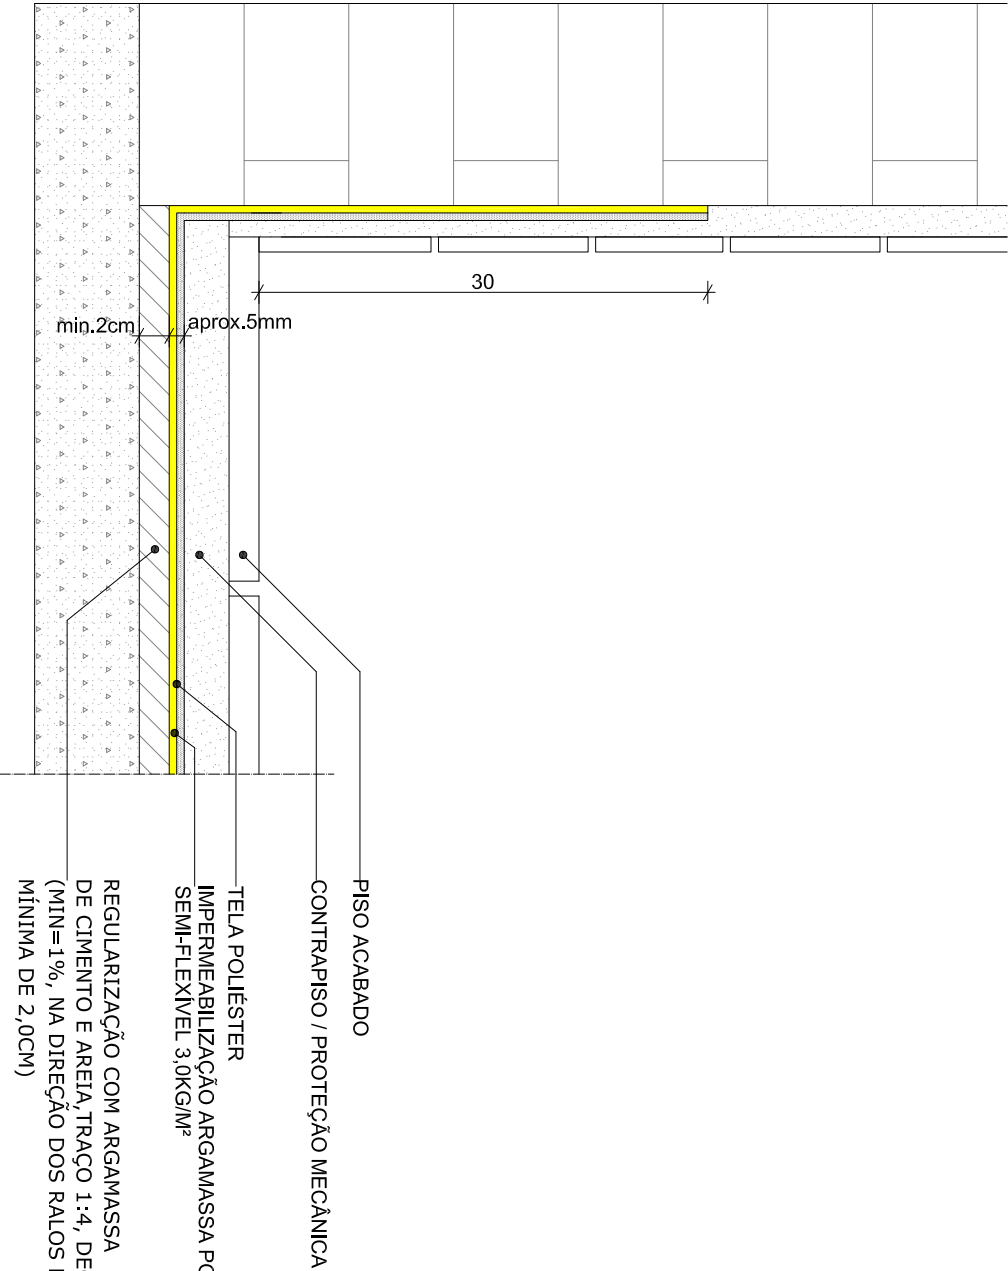 30
min.2cm
aprox.5mm
PISO ACABADO
CONTRAPISO / PROTEÇÃO MECÂNICA
TELA POLIÉSTER
IMPERMEABILIZAÇÃO ARGAMASSA
SEMI-FLEXÍVEL 3,0KG/M²
REGULARIZAÇÃO COM ARGAMASSA
DE CIMENTO E AREIA,TRAÇO 1:4,
(MIN=1%, NA DIREÇÃO DOS RALOS
MÍNIMA DE 2,0CM)